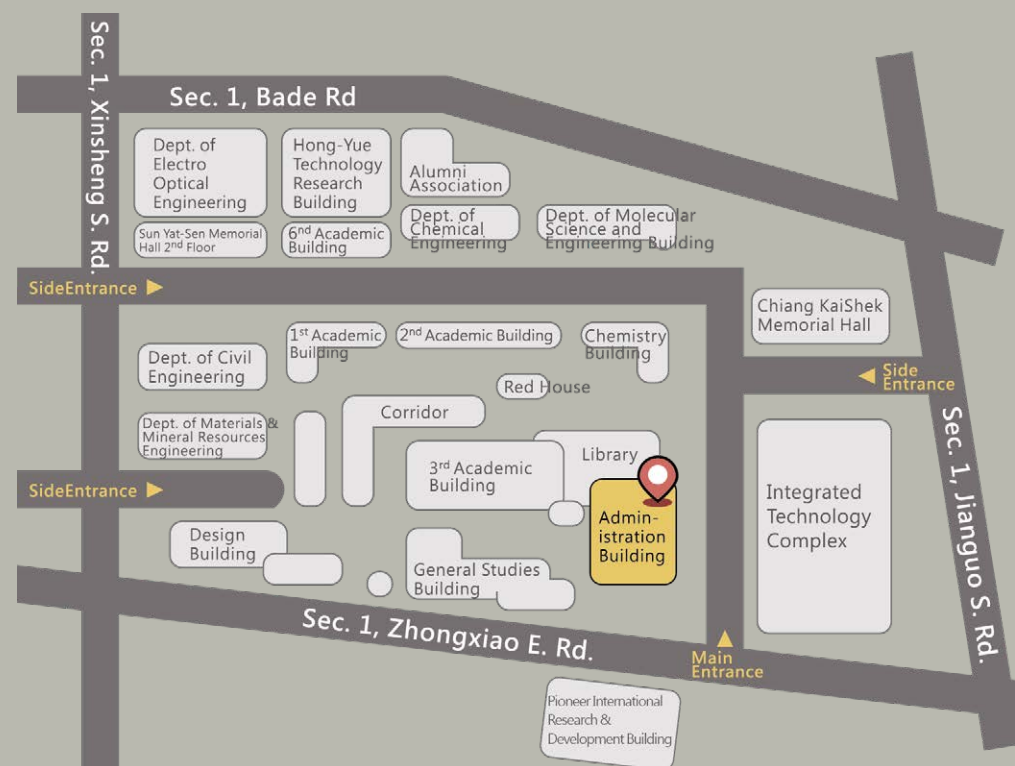 Sec. 1, Xinsheng S. Rd.
Sec. 1, Bade Rd
Dept. of
Electro
Optical
Engineering
Hong-Yue
Technology
Research
Building
Alumni
Association
Sun Yat-Sen Memorial
Hall 2nd Floor
6nd Academic
Building
Dept. of
Chemical
Engineering
Dept. of Molecular
Science and
Engineering Building
SideEntrance
Chiang KaiShek
Memorial Hall
1st Academic
Building
2nd Academic Building
Chemistry
Building
Dept. of Civil
Engineering
Side
Entrance
Red House
Corridor
Dept. of Materials &
Mineral Resources
Engineering
Library
3rd Academic
Building
SideEntrance
Integrated
Technology
Complex
Sec. 1, Jianguo S. Rd.
Admin-
istration
Building
Design
Building
General Studies
Building
Sec. 1, Zhongxiao E. Rd.
Main
Entrance
Pioneer International
Research &
Development Building